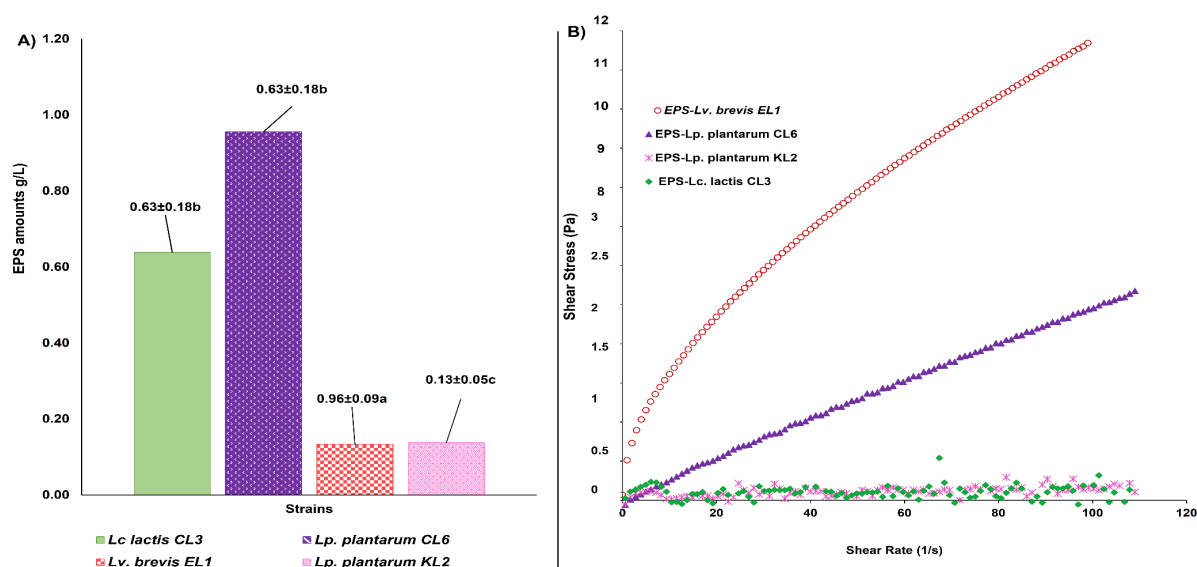 A)
1.20
1.00
0.80
0.60
0.40
0.20
0.00
EPS amounts g/L
0.63±0.18b
0.63±0.18b
0.96±0.09a
0.13±0.05c
Strains
Lc lactis CL3
Lp. plantarum CL6
Lv. brevis EL1
Lp. plantarum KL2
B)
12
11
10
9
8
3
2.5
2
1.5
1
0.5
0
Shear Stress (Pa)
EPS-Lv. brevis EL1
EPS-Lp. plantarum CL6
EPS-Lp. plantarum KL2
EPS-Lc. lactis CL3
0 20 40 60 80 100 120
Shear Rate (1/s)